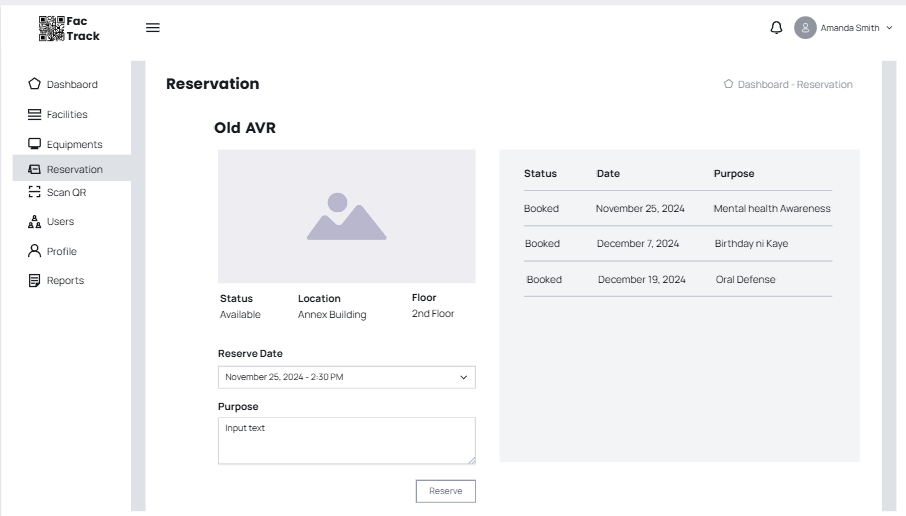 Fac
Track
Amanda Smith
Dashbaord
Facilities
Equipments
Reservation
Scan QR
Users
Profile
Reports
Reservation
Dashboard - Reservation
Old AVR
Status Location Floor
Available Annex Building 2nd Floor
Reserve Date
November 25, 2024 - 2:30 PM
Purpose
Input text
Reserve
Status Date Purpose
Booked November 25, 2024 Mental health Awareness
Booked December 7, 2024 Birthday ni Kaye
Booked December 19, 2024 Oral Defense